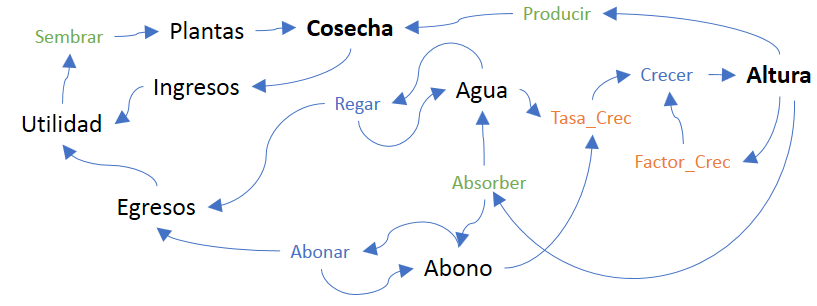 Producir
Sembrar
Plantas
Cosecha
Ingresos
Agua
Crecer
Altura
Regar
Utilidad
Tasa_Crec
Factor_Crec
Absorber
Egresos
Abonar
Abono